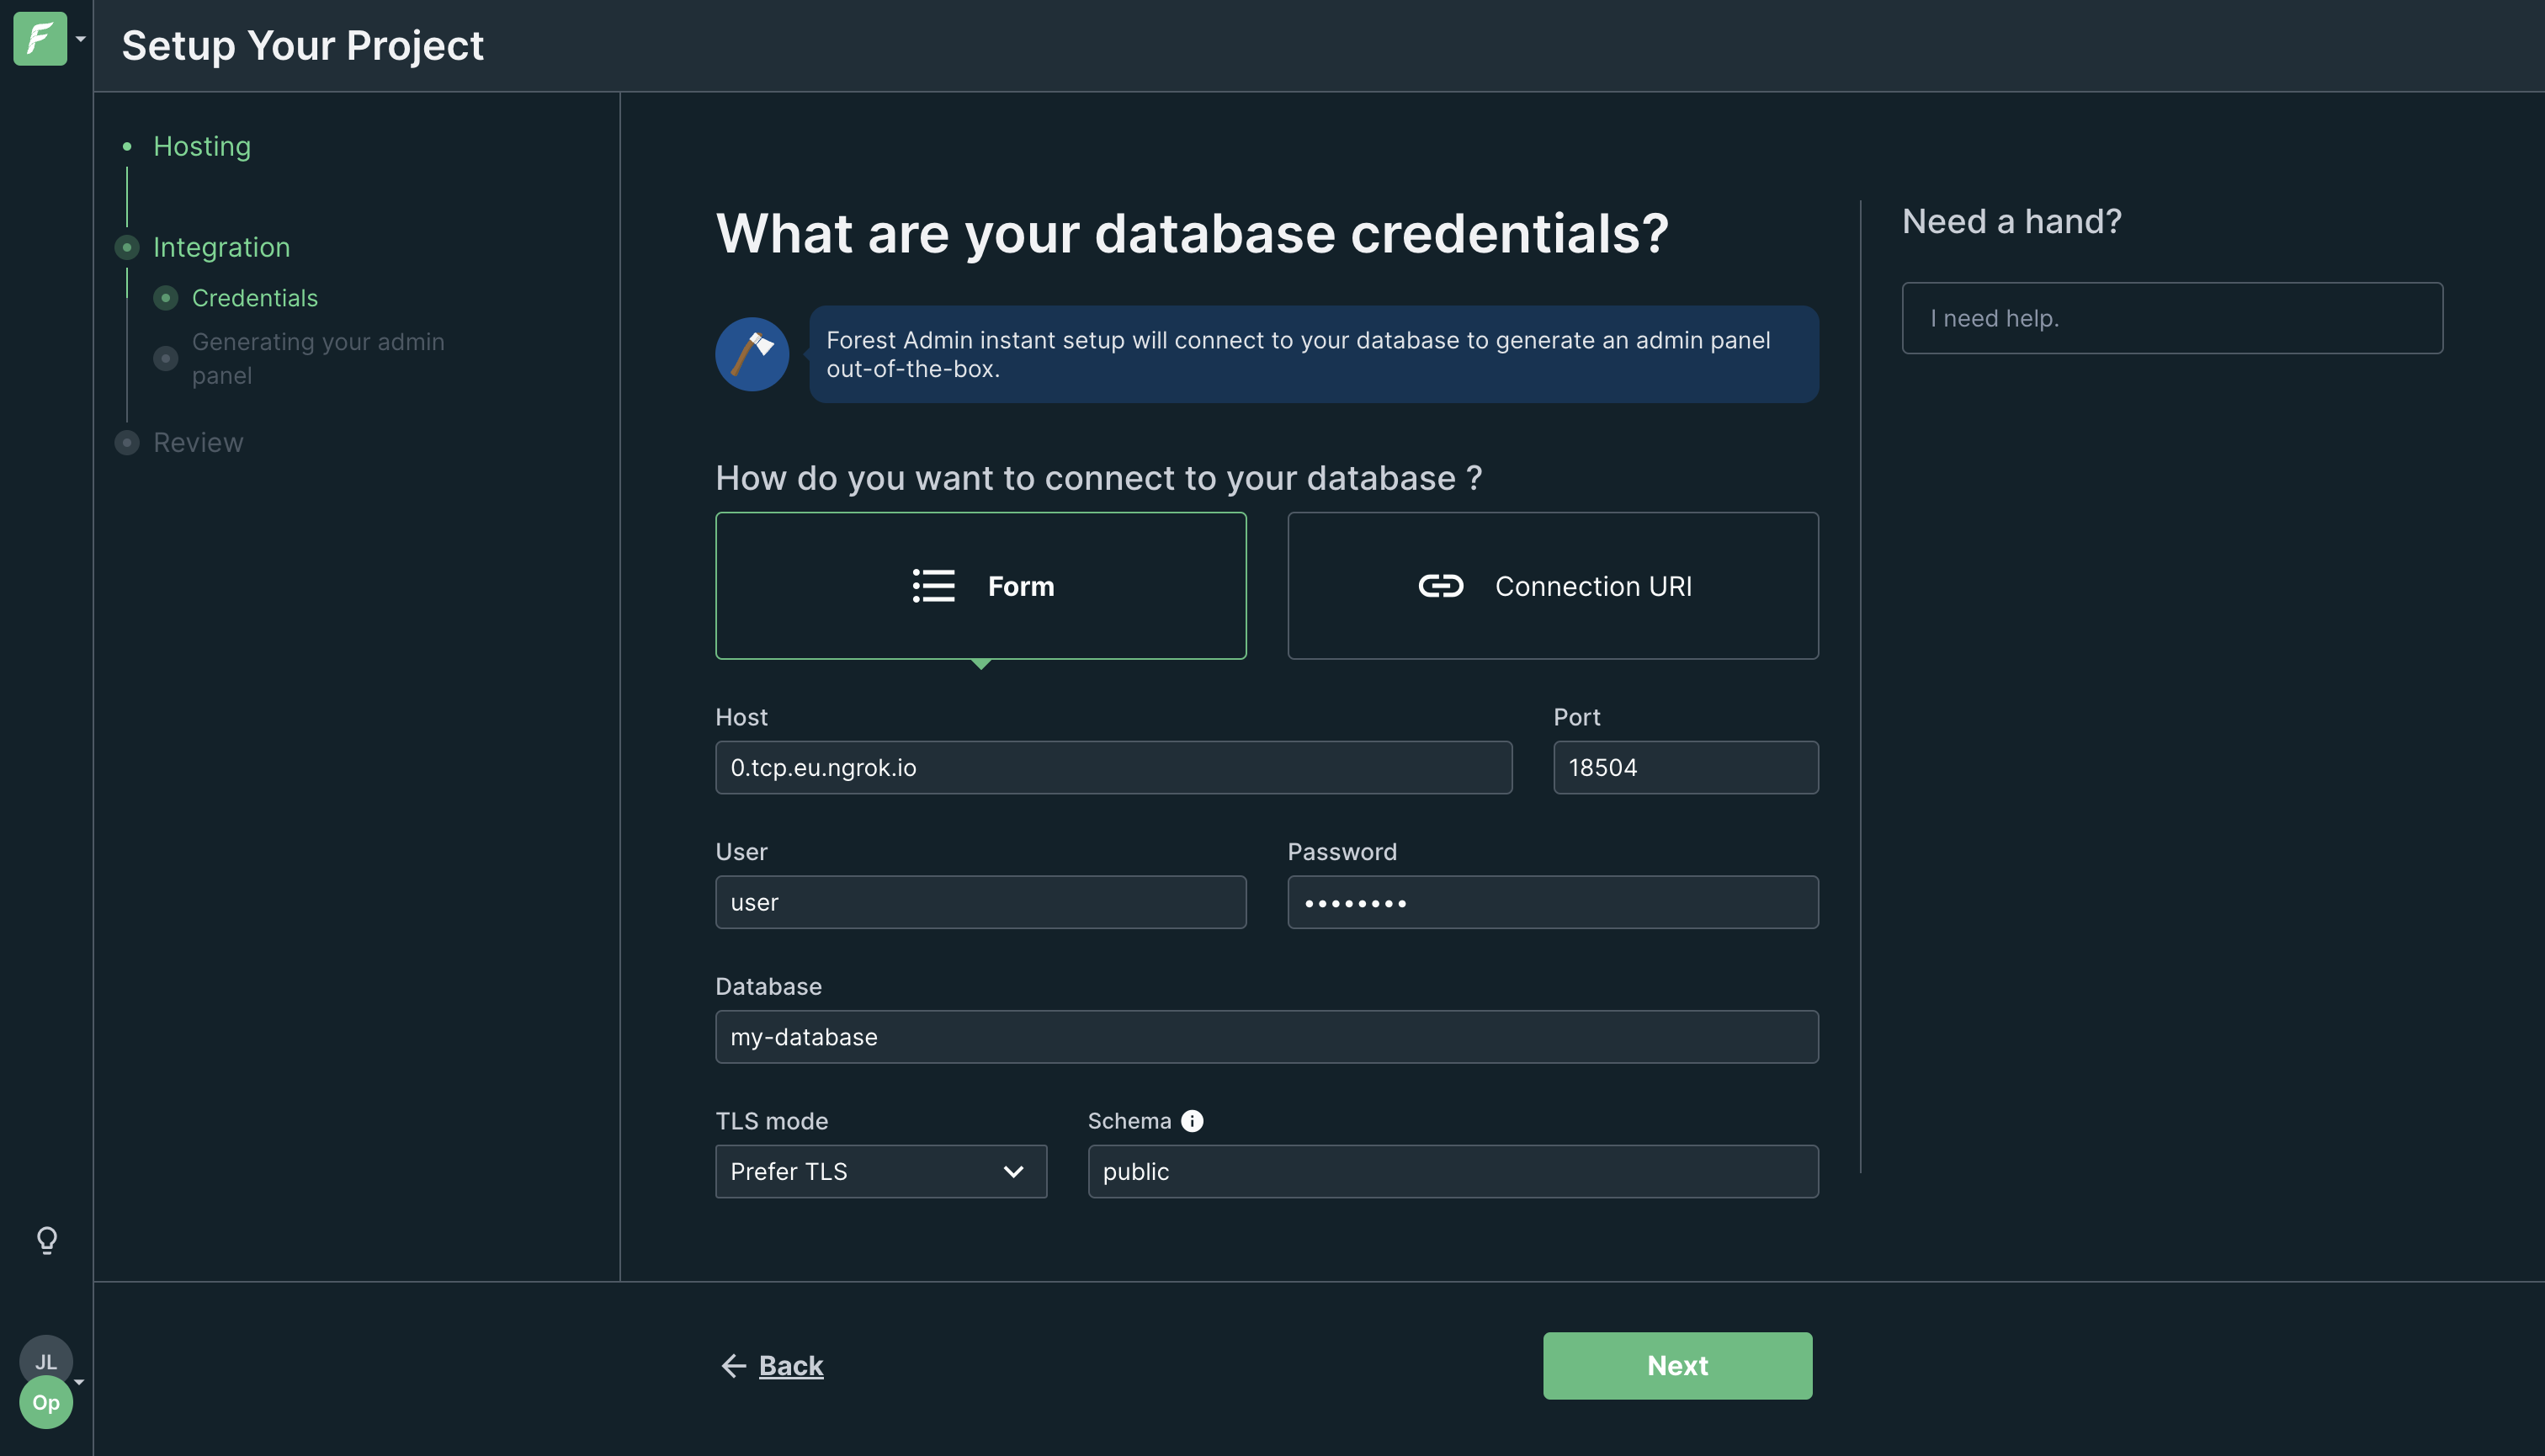 Setup Your Project
Hosting
Integration
Credentials
Generating your admin
panel
Review
What are your database credentials?
Forest Admin instant setup will connect to your database to generate an admin panel
out-of-the-box.
How do you want to connect to your database ?
Form
Connection URI
Host
Port
0.tcp.eu.ngrok.io
18504
User
Password
user
••••••••
Database
my-database
TLS mode
Schema
Prefer TLS
public
Need a hand?
I need help.
JL
Op
Back
Next